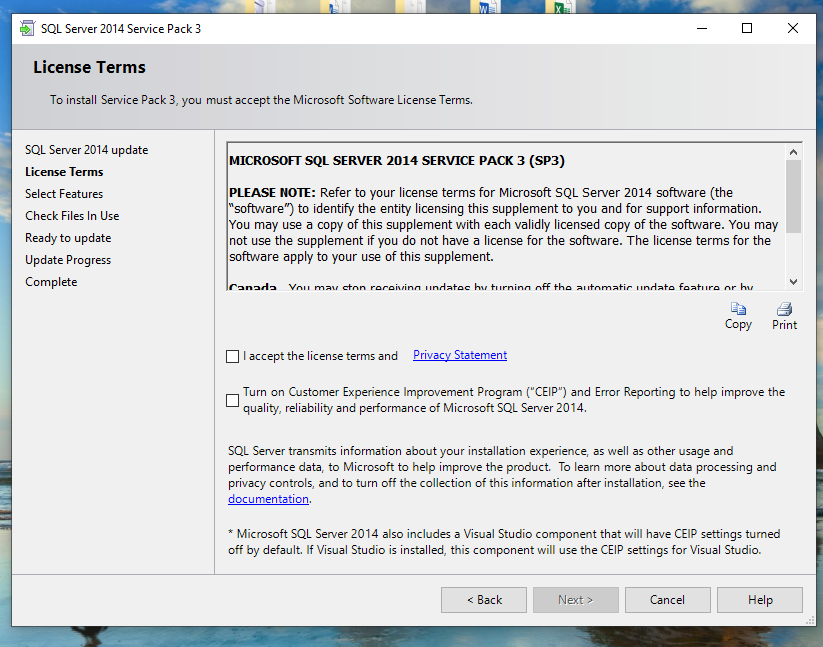 SQL Server 2014 Service Pack 3
License Terms
To install Service Pack 3, you must accept the Microsoft Software License Terms.
SQL Server 2014 update
License Terms
Select Features
Check Files In Use
Ready to update
Update Progress
Complete
MICROSOFT SQL SERVER 2014 SERVICE PACK 3 (SP3)
PLEASE NOTE: Refer to your license terms for Microsoft SQL Server 2014 software (the
“software”) to identify the entity licensing this supplement to you and for support information.
You may use a copy of this supplement with each validly licensed copy of the software. You may
not use the supplement if you do not have a license for the software. The license terms for the
software apply to your use of this supplement.
Canada. You may stop receiving updates by turning off the automatic update feature or by
Copy
Print
I accept the license terms and Privacy Statement
Turn on Customer Experience Improvement Program ("CEIP") and Error Reporting to help improve the
quality, reliability and performance of Microsoft SQL Server 2014.
SQL Server transmits information about your installation experience, as well as other usage and
performance data, to Microsoft to help improve the product. To learn more about data processing and
privacy controls, and to turn off the collection of this information after installation, see the
documentation.
* Microsoft SQL Server 2014 also includes a Visual Studio component that will have CEIP settings turned
off by default. If Visual Studio is installed, this component will use the CEIP settings for Visual Studio.
< Back
Next >
Cancel
Help